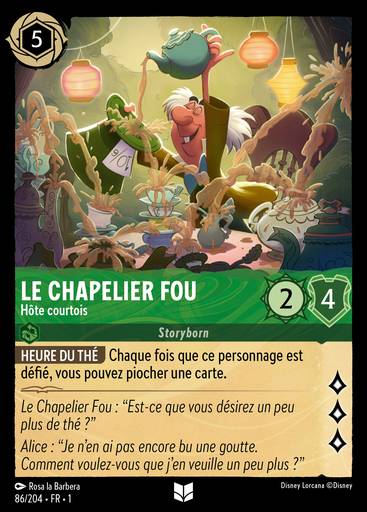 5
10/6
LE CHAPELIER FOU
Hôte courtois
2
4
Storyborn
HEURE DU THÉ Chaque fois que ce personnage est
défié, vous pouvez piocher une carte.
Le Chapelier Fou : “Est-ce que vous désirez un peu
plus de thé ?”
Alice : “Je n’en ai pas encore bu une goutte.
Comment voulez-vous que j’en veuille un peu plus ?”
Rosa la Barbera
Disney Lorcana ©Disney
86/204 • FR • 1